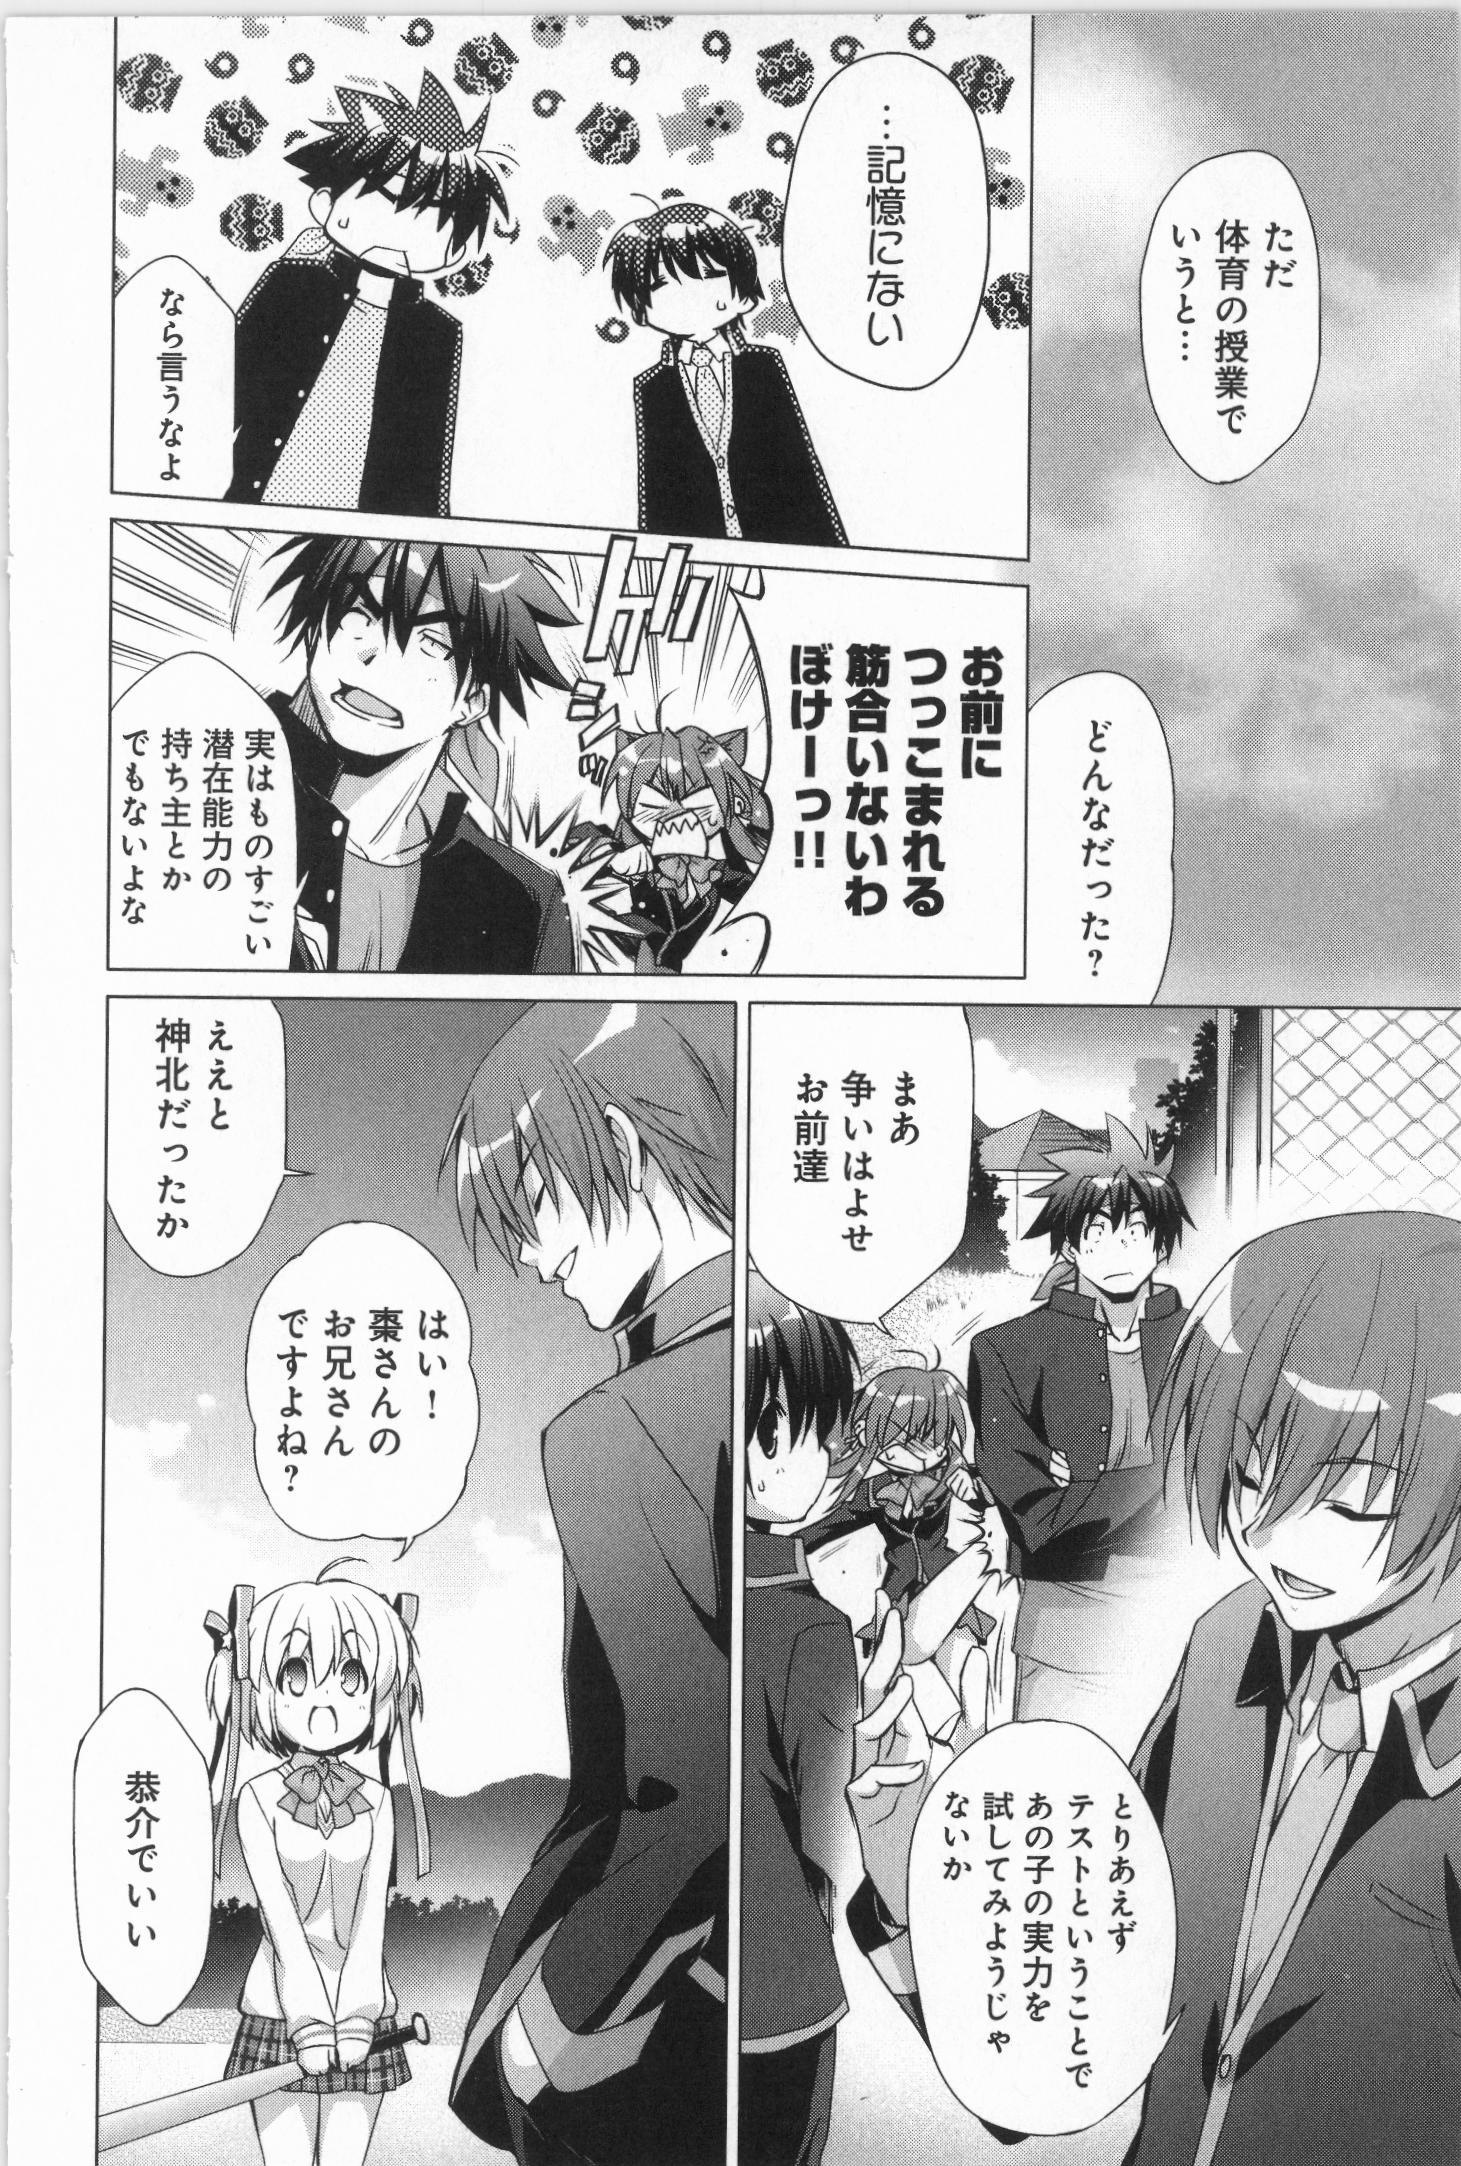 ただ
体育の授業で
いうと…
どんなだった?
…記憶にない
なら言うなよ
お前に
つっこまれる
筋合いないわ
ぼけーっ!!
ドガガガ
実はものすごい
潜在能力の
持ち主とか
でもないよな
まあ
争いはよせ
お前達
とりあえず
テストということで
あの子の実力を
試してみようじゃ
ないか
ええと
神北だったか
はい!
棗さんの
お兄さん
ですよね?
恭介でいい